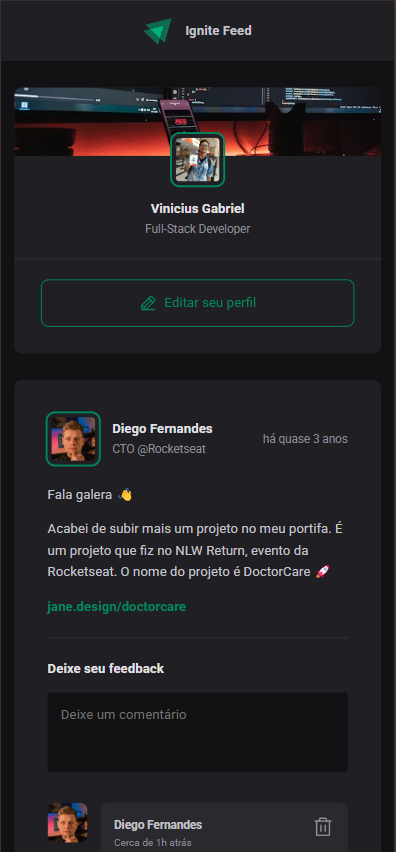 Ignite Feed
Vinicius Gabriel
Full-Stack Developer
Editar seu perfil
Diego Fernandes
CTO @Rocketseat
há quase 3 anos
Fala galera 👋
Acabei de subir mais um projeto no meu portifa. É
um projeto que fiz no NLW Return, evento da
Rocketseat. O nome do projeto é DoctorCare 🚀
jane.design/doctorcare
Deixe seu feedback
Deixe um comentário
Diego Fernandes
Cerca de 1h atrás